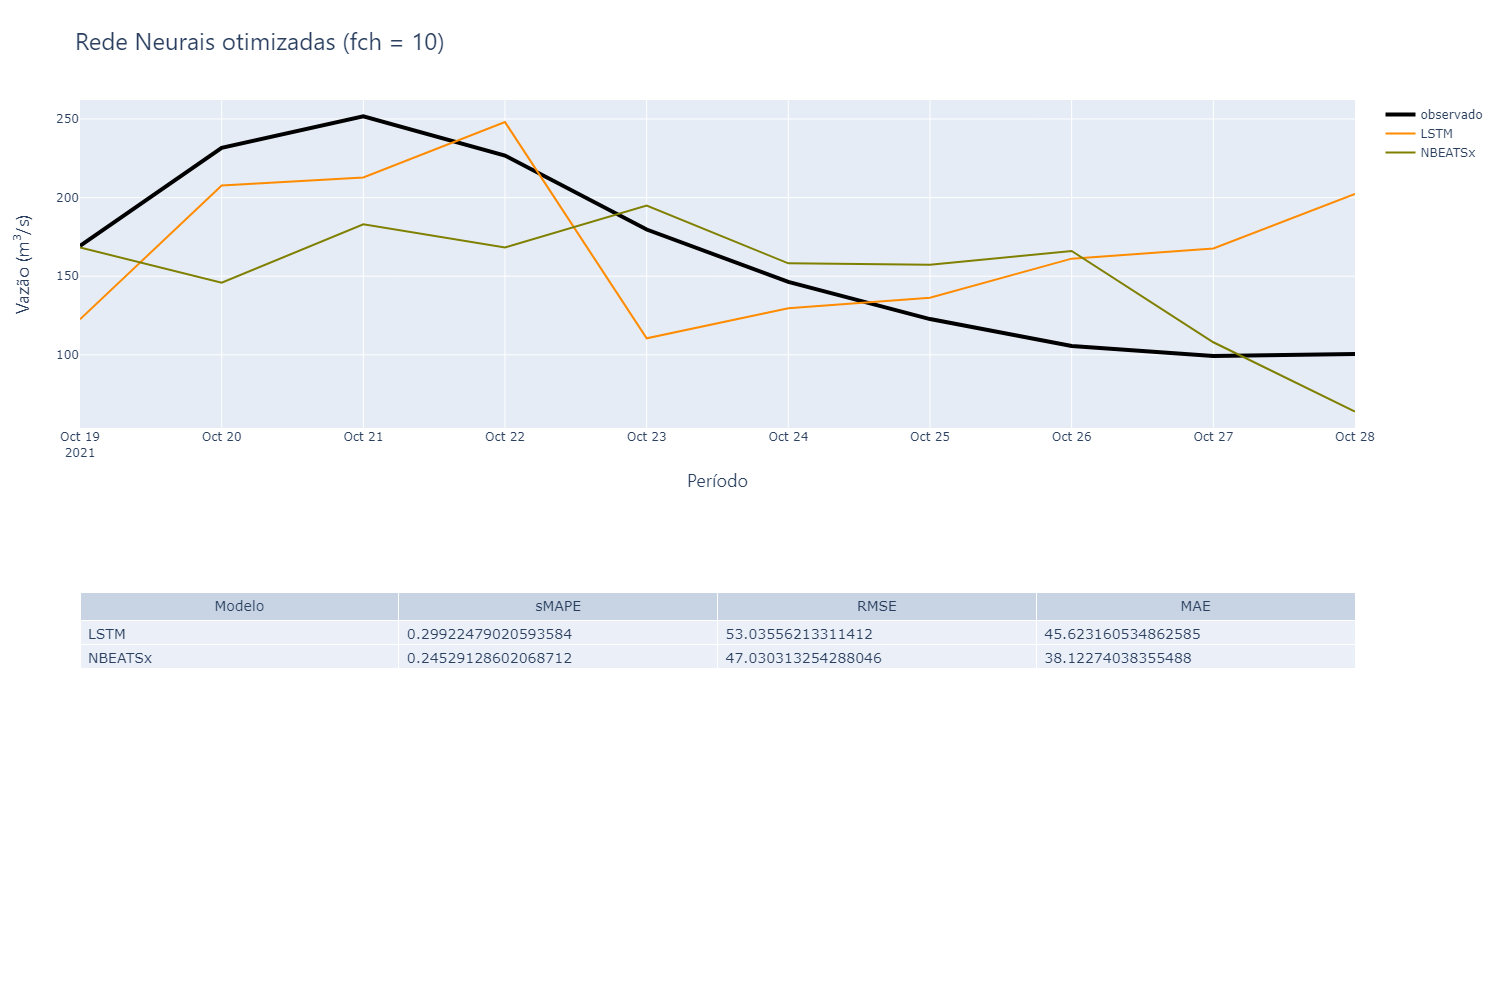 Rede Neurais otimizadas (fch = 10)
observado
LSTM
NBEATSx
Vazão (m³/s)
250
200
150
100
Oct 19 Oct 20 Oct 21 Oct 22 Oct 23 Oct 24 Oct 25 Oct 26 Oct 27 Oct 28
2021
Período
Modelo sMAPE RMSE MAE
LSTM 0.29922479020593584 53.03556213311412 45.623160534862585
NBEATSx 0.24529128602068712 47.030313254288046 38.12274038355488